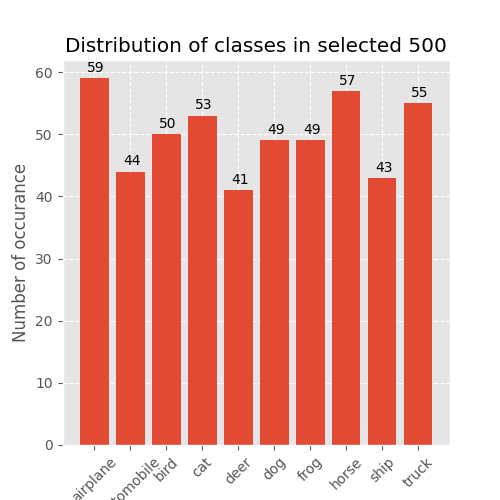 Distribution of classes in selected 500
59
44
50
53
41
49
49
57
43
55
Number of occurance
60
50
40
30
20
10
0
airplane
tomobile
bird
cat
deer
dog
frog
horse
ship
truck